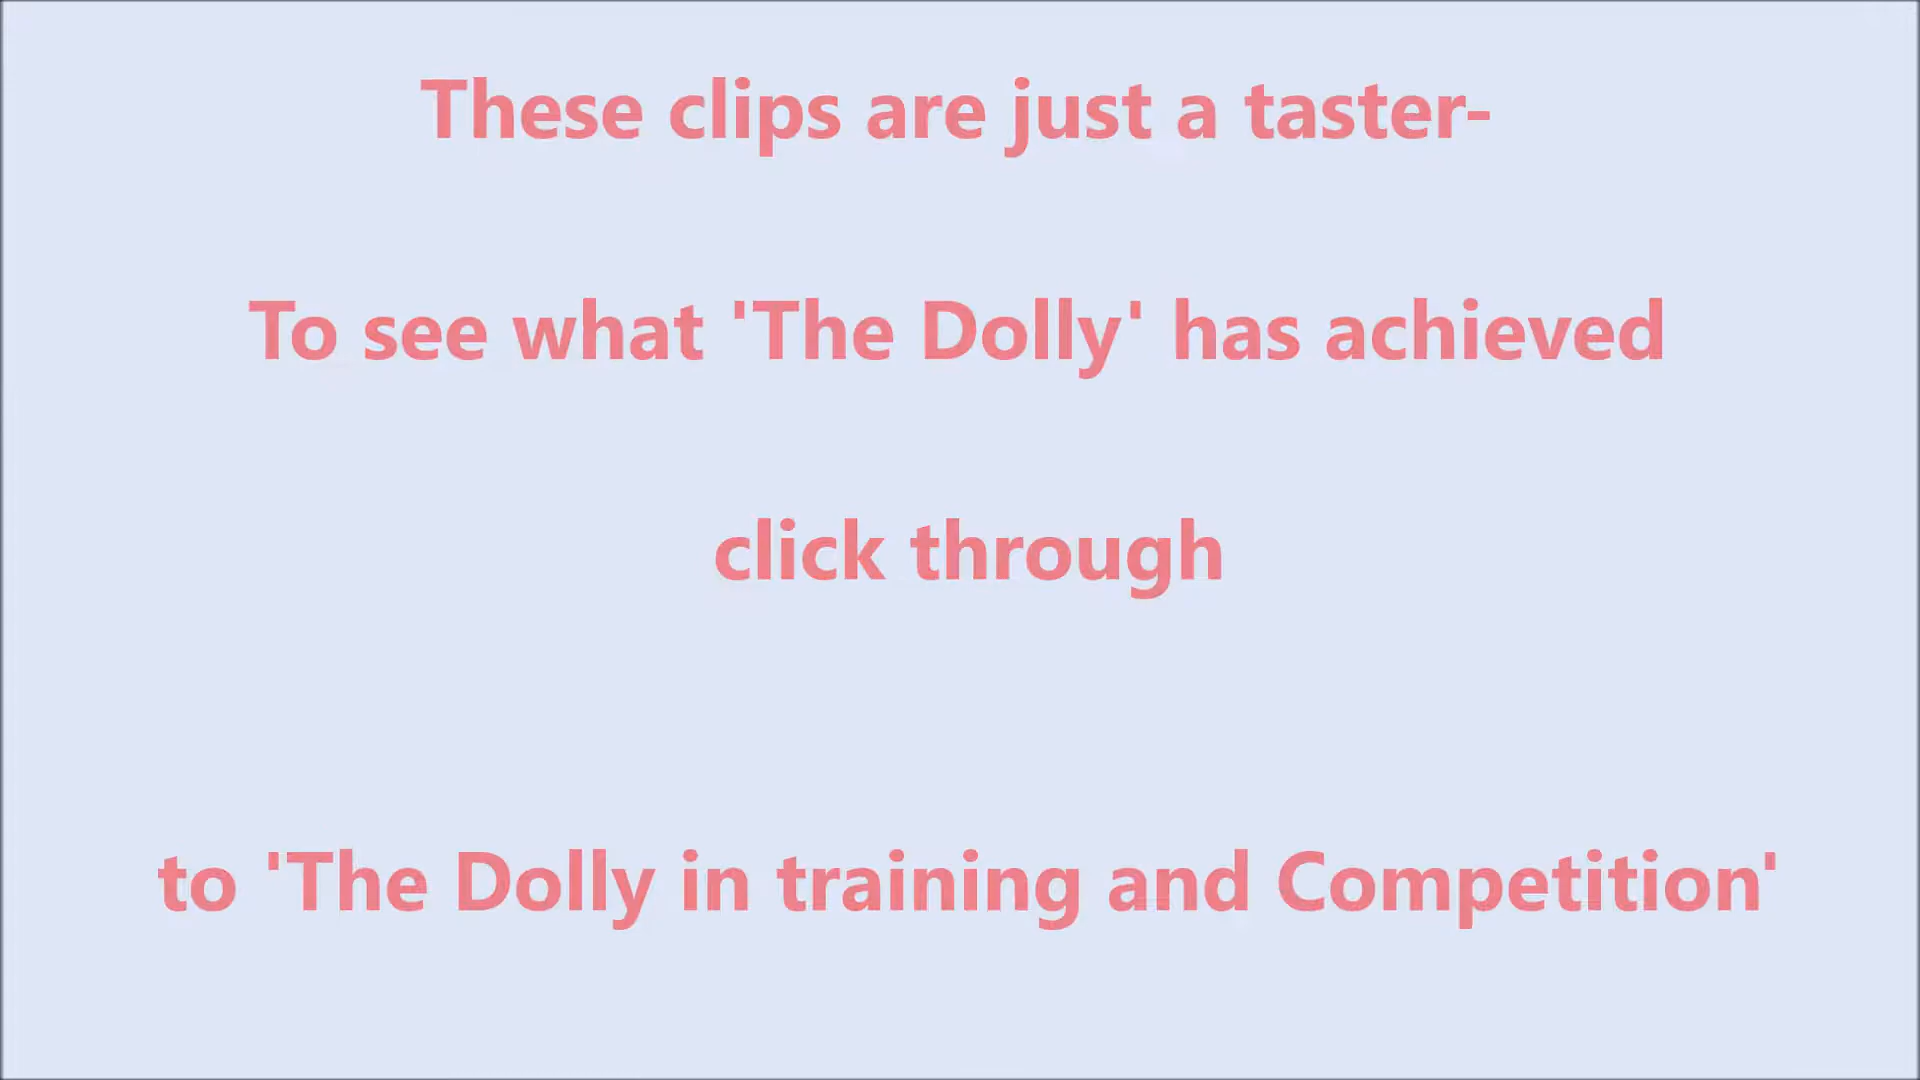 These clips are just a taster-
To see what 'The Dolly' has achieved
click through
to 'The Dolly in training and Competition'